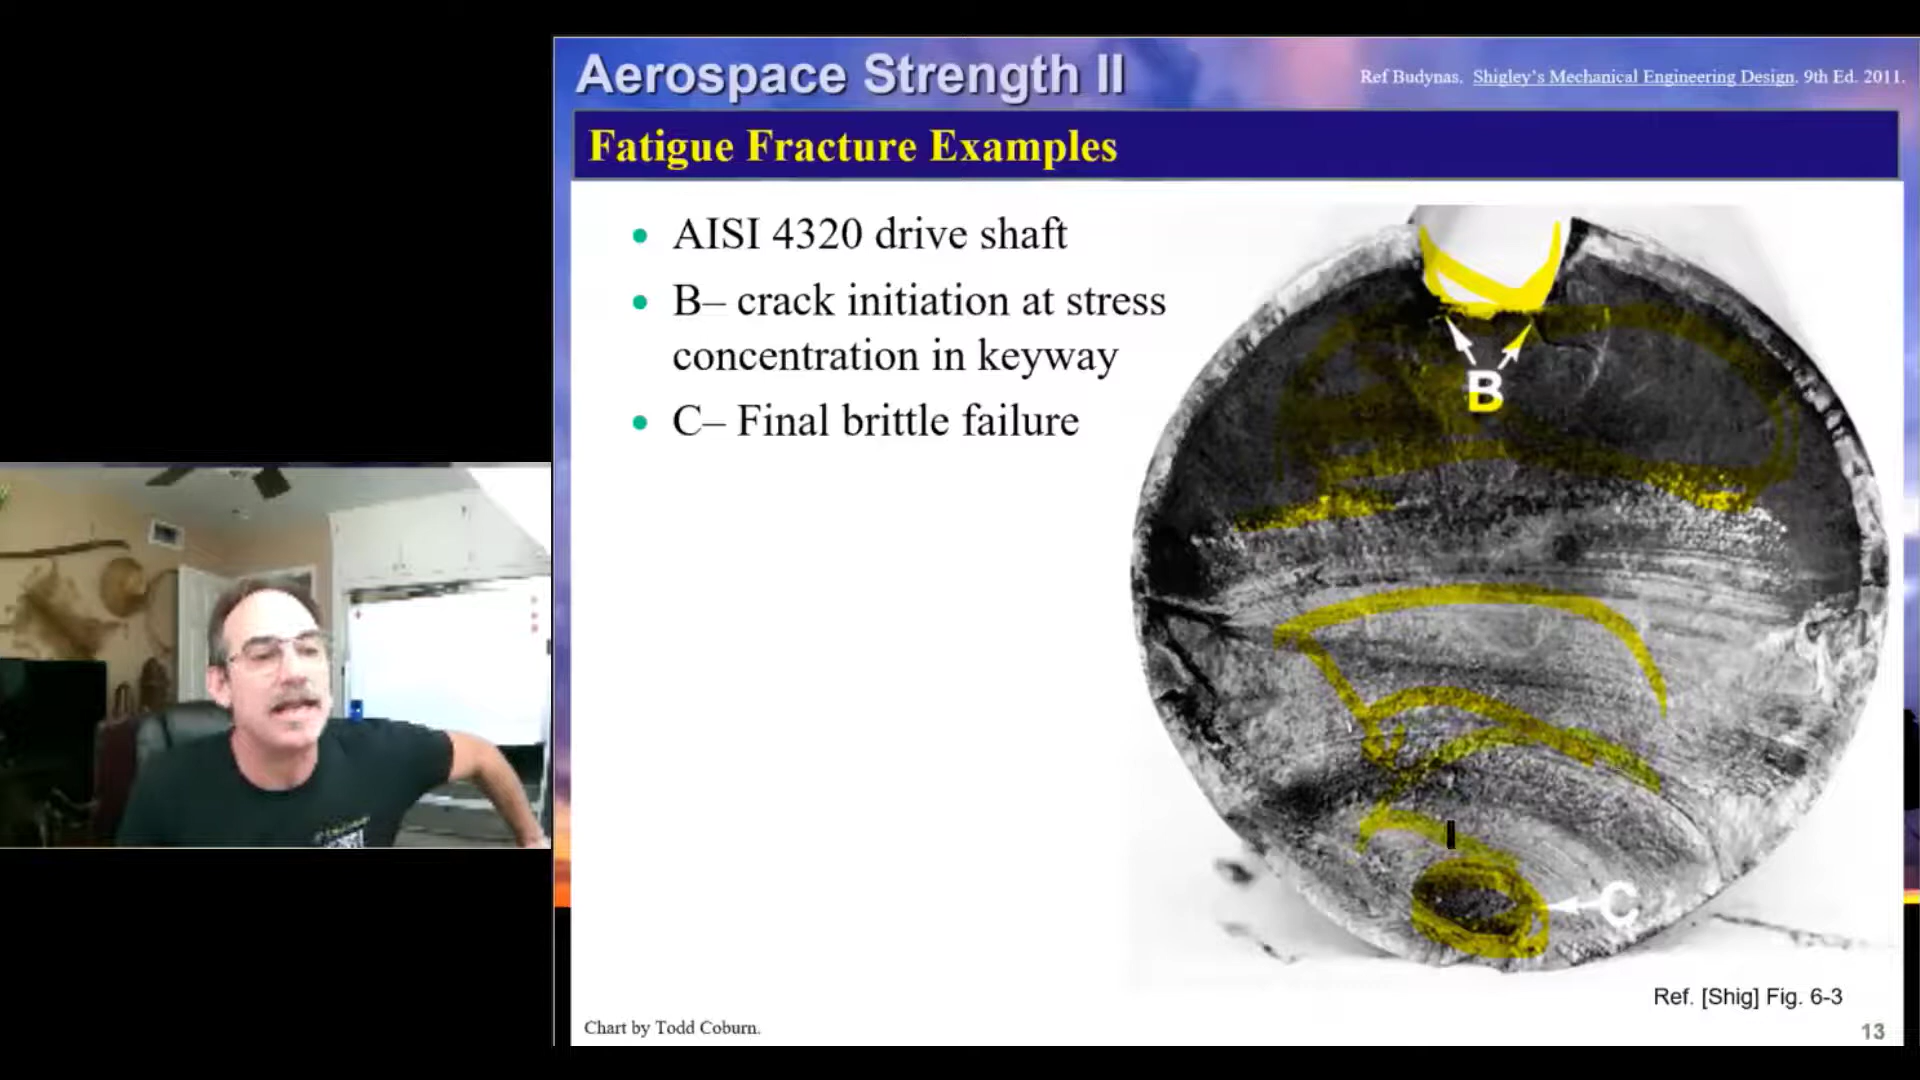 Aerospace Strength II
Ref Budynas. Shigley's Mechanical Engineering Design. 9th Ed. 2011.
Fatigue Fracture Examples
• AISI 4320 drive shaft
• B– crack initiation at stress
concentration in keyway
• C– Final brittle failure
B
C
Ref. [Shig] Fig. 6-3
Chart by Todd Coburn.
13